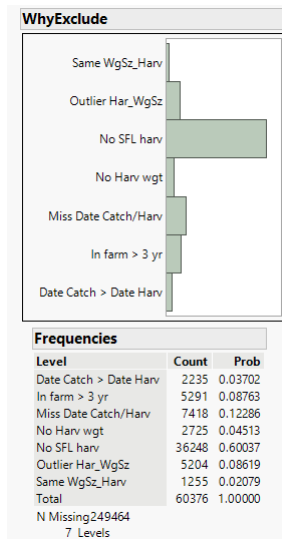 WhyExclude
Same WgSz_Harv
Outlier Har_WgSz
No SFL harv
No Harv wgt
Miss Date Catch/Harv
In farm > 3 yr
Date Catch > Date Harv
Frequencies
Level Count Prob
Date Catch > Date Harv 2235 0.03702
In farm > 3 yr 5291 0.08763
Miss Date Catch/Harv 7418 0.12286
No Harv wgt 2725 0.04513
No SFL harv 36248 0.60037
Outlier Har_WgSz 5204 0.08619
Same WgSz_Harv 1255 0.02079
Total 60376 1.00000
N Missing249464
7 Levels